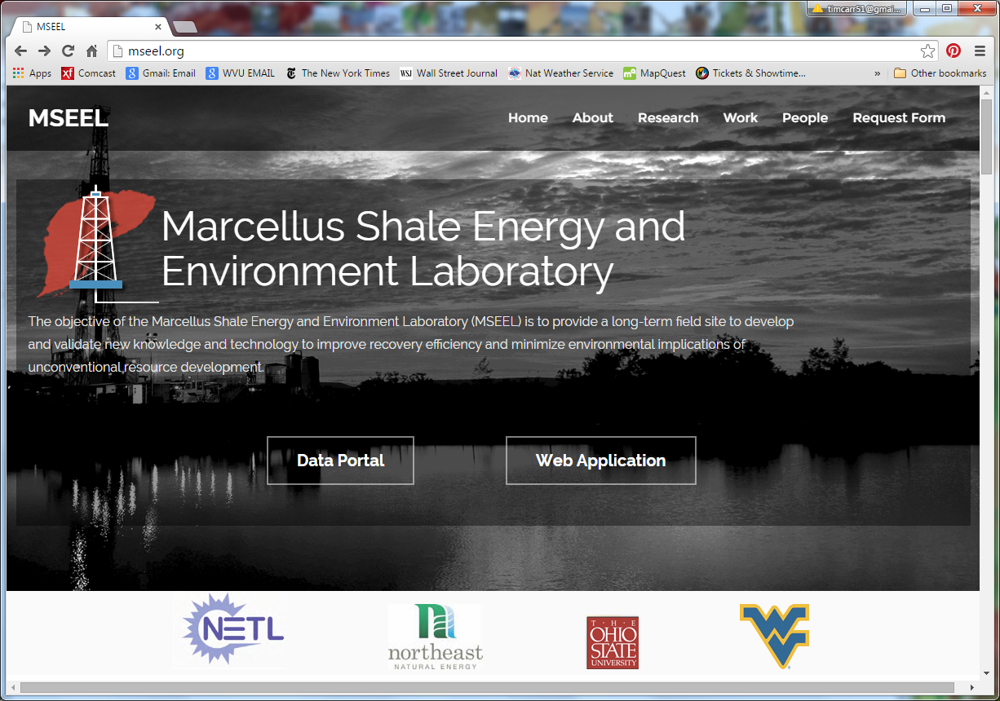 timcarr51@gmai...
MSEEL
mseel.org
Apps Comcast Gmail: Email WVU EMAIL The New York Times WSJ Wall Street Journal Nat Weather Service MapQuest Tickets & Showtime... » Other bookmarks
MSEEL Home About Research Work People Request Form
Marcellus Shale Energy and
Environment Laboratory
The objective of the Marcellus Shale Energy and Environment Laboratory (MSEEL) is to provide a long-term field site to develop
and validate new knowledge and technology to improve recovery efficiency and minimize environmental implications of
unconventional resource development.
Data Portal Web Application
NETL
northeast
NATURAL ENERGY
T·H·E
OHIO
STATE
UNIVERSITY
WV